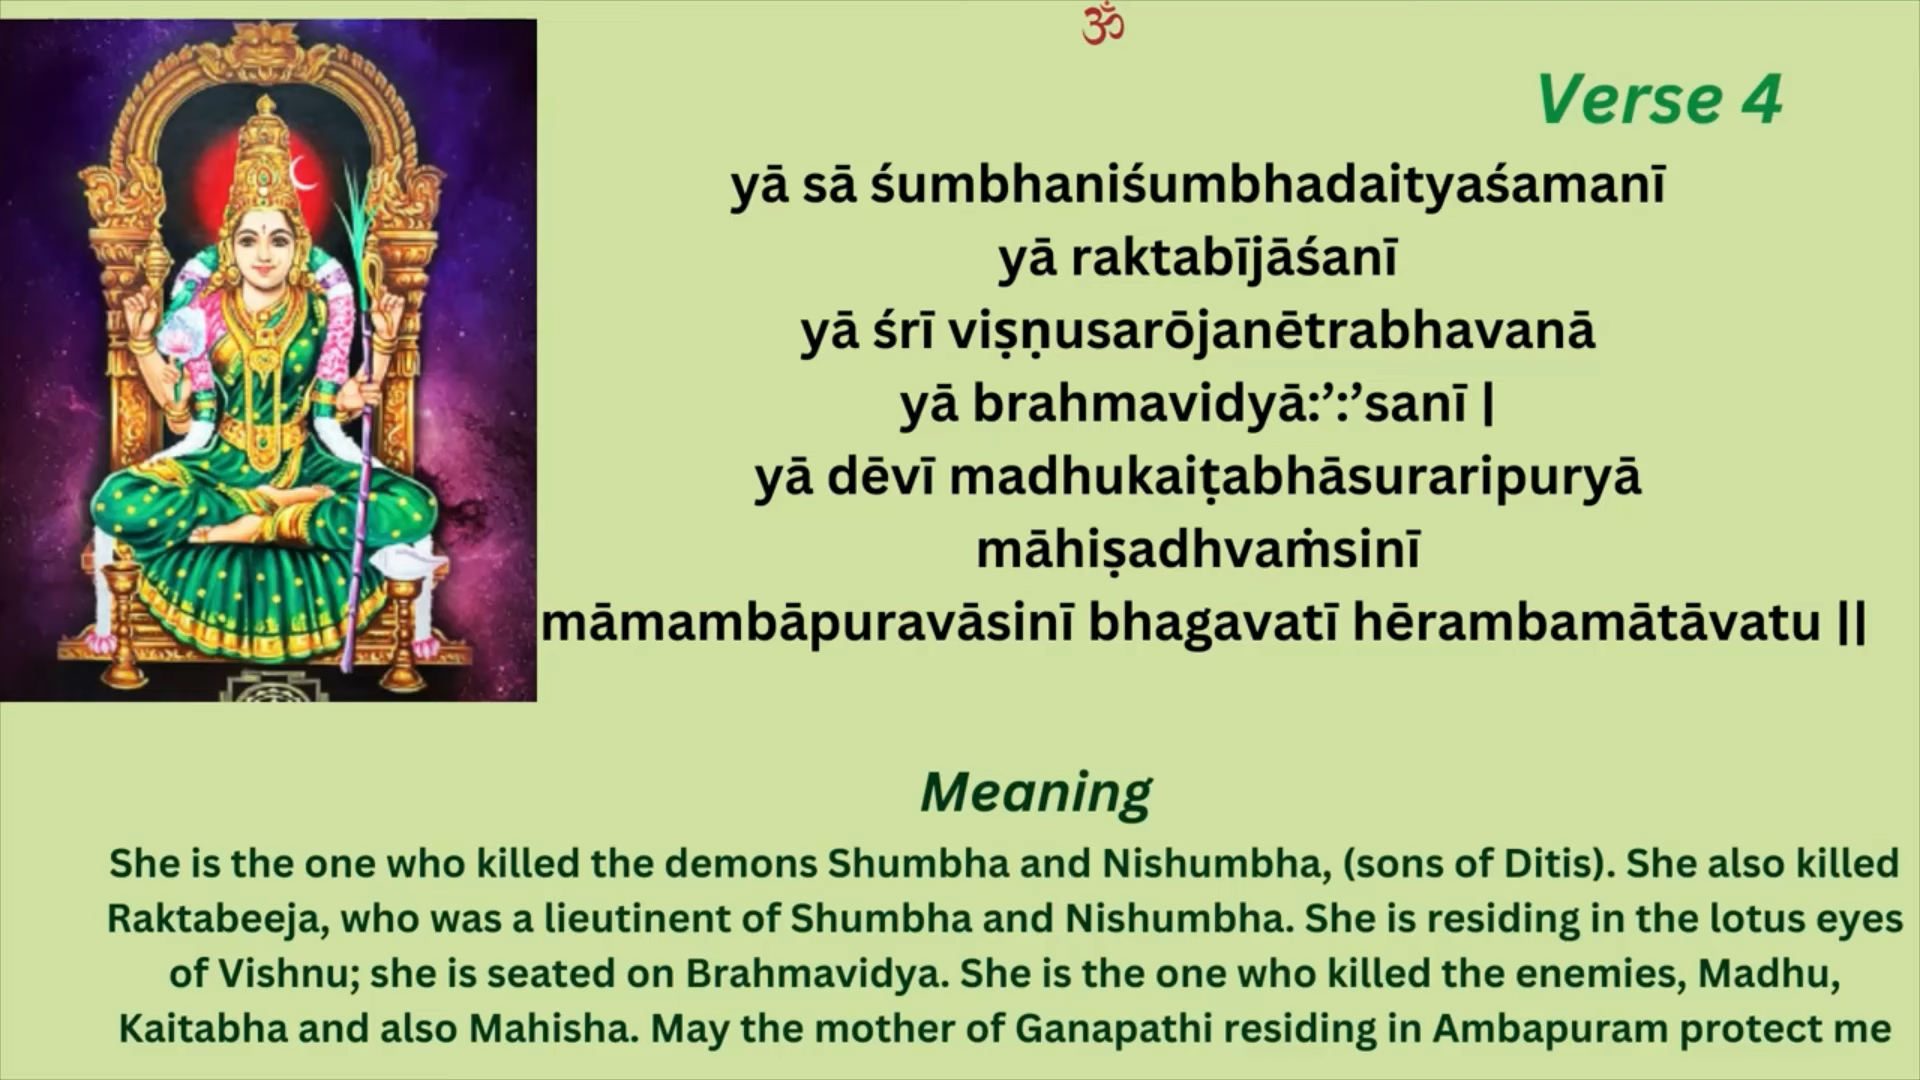 ॐ
Verse 4
yā sā śumbhaniśumbhadaityaśamanī
yā raktabījāśanī
yā śrī viṣṇusarōjanētrabhavanā
yā brahmavidyā:’:’sanī |
yā dēvī madhukaiṭabhāsuraripuryā
māhiṣadhvaṁsinī
māmambāpuravāsinī bhagavatī hērambamātāvatu ||
Meaning
She is the one who killed the demons Shumbha and Nishumbha, (sons of Ditis). She also killed
Raktabeeja, who was a lieutinent of Shumbha and Nishumbha. She is residing in the lotus eyes
of Vishnu; she is seated on Brahmavidya. She is the one who killed the enemies, Madhu,
Kaitabha and also Mahisha. May the mother of Ganapathi residing in Ambapuram protect me